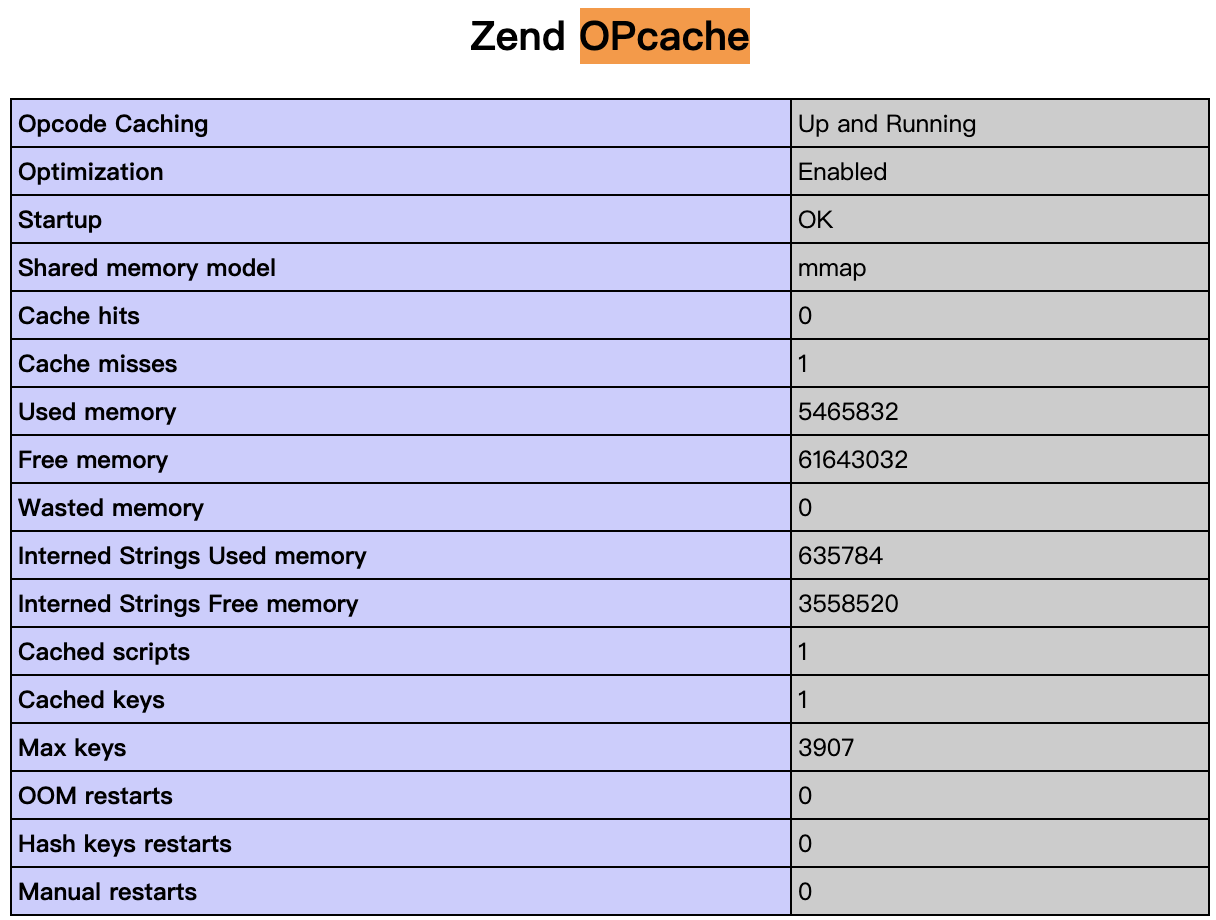 Zend OPcache
Opcode Caching Up and Running
Optimization Enabled
Startup OK
Shared memory model mmap
Cache hits 0
Cache misses 1
Used memory 5465832
Free memory 61643032
Wasted memory 0
Interned Strings Used memory 635784
Interned Strings Free memory 3558520
Cached scripts 1
Cached keys 1
Max keys 3907
OOM restarts 0
Hash keys restarts 0
Manual restarts 0